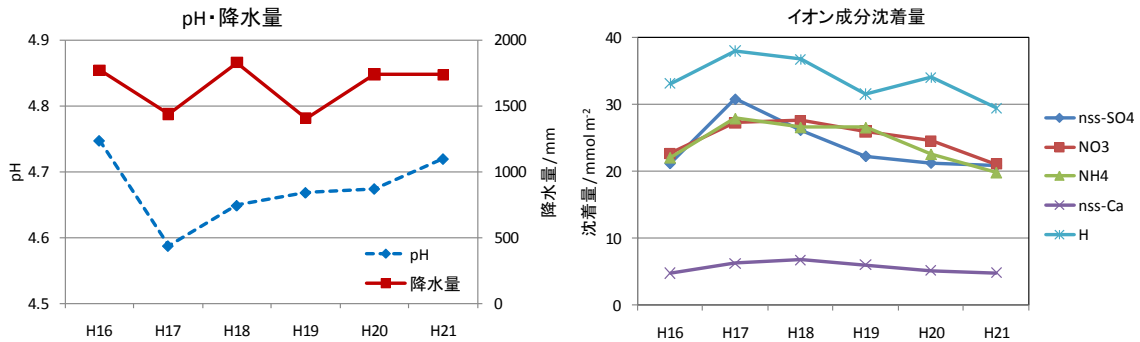 pH・降水量
4.9
4.8
4.7
4.6
4.5
pH
2000
1500
1000
500
0
降水量/mm
H16 H17 H18 H19 H20 H21
pH
降水量
イオン成分沈着量
40
30
20
10
0
沈着量/mmol m-2
H16 H17 H18 H19 H20 H21
nss-SO4
NO3
NH4
nss-Ca
H